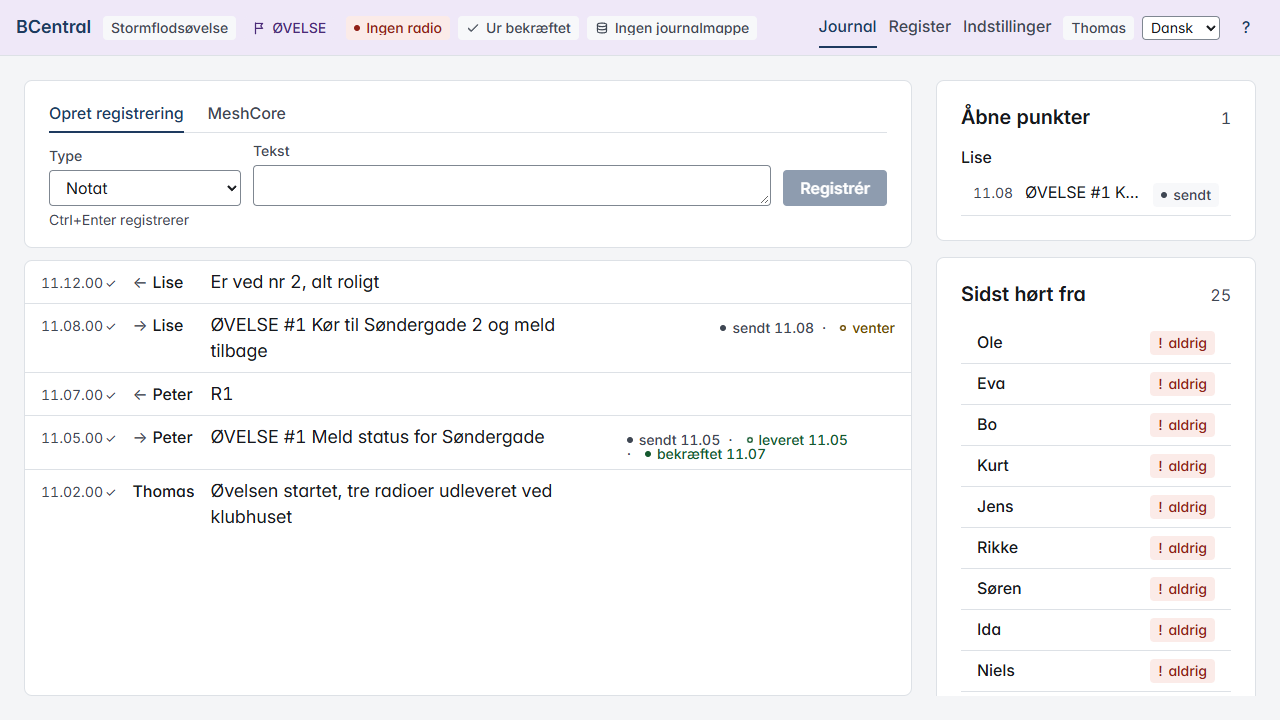 BCentral Stormflodsøvelse ØVELSE Ingen radio Ur bekræftet Ingen journalmappe Journal Register Indstillinger Thomas Dansk ?
Opret registrering MeshCore
Type
Tekst
Notat
Registrér
Ctrl+Enter registrerer
11.12.00 ✓ ← Lise Er ved nr 2, alt roligt
11.08.00 ✓ → Lise ØVELSE #1 Kør til Søndergade 2 og meld
tilbage
sendt 11.08 · venter
11.07.00 ✓ ← Peter R1
11.05.00 ✓ → Peter ØVELSE #1 Meld status for Søndergade
sendt 11.05 · leveret 11.05
· bekræftet 11.07
11.02.00 ✓ Thomas Øvelsen startet, tre radioer udleveret ved
klubhuset
Åbne punkter 1
Lise
11.08 ØVELSE #1 K... sendt
Sidst hørt fra 25
Ole ! aldrig
Eva ! aldrig
Bo ! aldrig
Kurt ! aldrig
Jens ! aldrig
Rikke ! aldrig
Søren ! aldrig
Ida ! aldrig
Niels ! aldrig